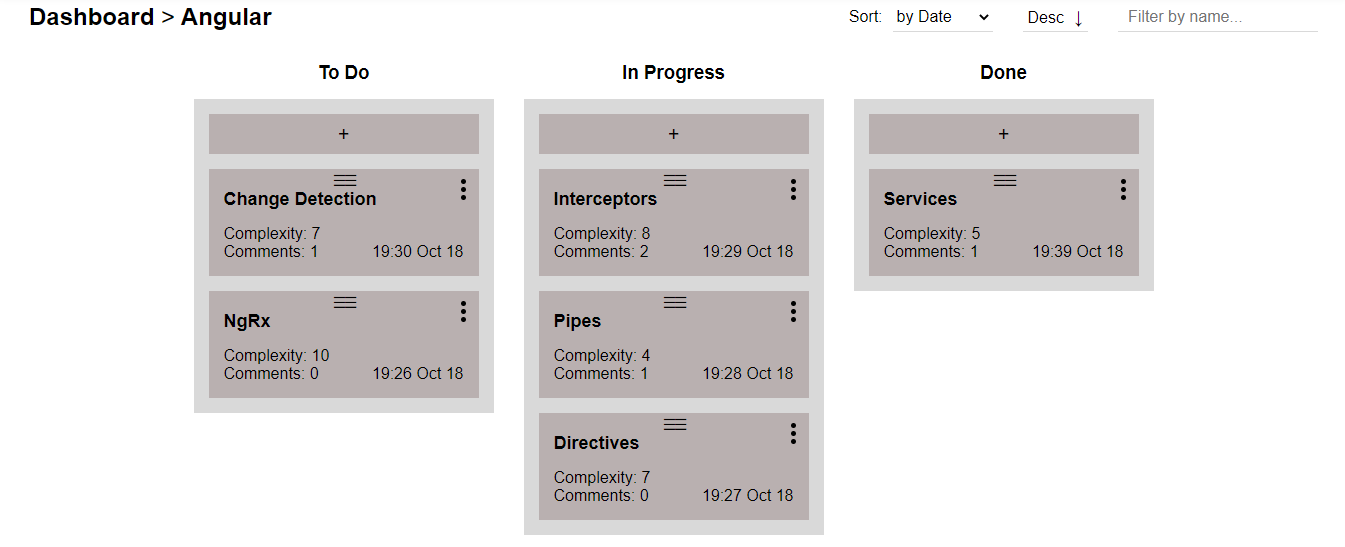 Dashboard > Angular
Sort: by Date Desc ↓ Filter by name...
To Do
+
Change Detection
Complexity: 7
Comments: 1 19:30 Oct 18
NgRx
Complexity: 10
Comments: 0 19:26 Oct 18
In Progress
+
Interceptors
Complexity: 8
Comments: 2 19:29 Oct 18
Pipes
Complexity: 4
Comments: 1 19:28 Oct 18
Directives
Complexity: 7
Comments: 0 19:27 Oct 18
Done
+
Services
Complexity: 5
Comments: 1 19:39 Oct 18